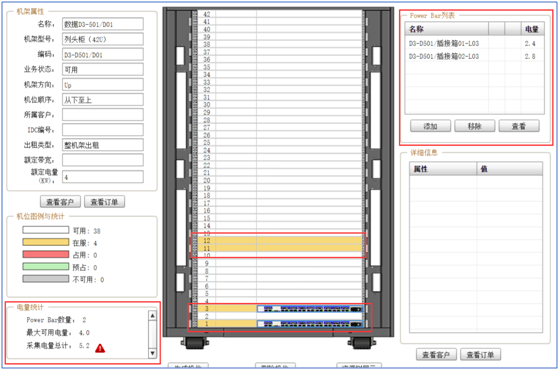 机架属性
名称: 数据D3-501/D01
机架型号: 列头柜 (42U)
编码: D3-D501/D01
业务状态: 可用
机架方向: Up
机位顺序: 从下至上
所属客户:
IDC编号:
出租类型: 整机架出租
额定带宽:
额定电量(KW): 4
查看客户 查看订单
机位图例与统计
可用: 38
在服: 4
占用: 0
预占: 0
不可用: 0
电量统计
Power Bar数量: 2
最大可用电量: 4.0
采集电量总计: 5.2
42
41
40
39
38
37
36
35
34
33
32
31
30
29
28
27
26
25
24
23
22
21
20
19
18
17
16
15
14
13
12
11
10
9
8
7
6
5
4
3
2
1
Power Bar列表
名称 电量
D3-D501/插接箱01-L03 2.4
D3-D501/插接箱02-L03 2.8
添加 移除 查看
详细信息
属性 值
查看客户 查看订单